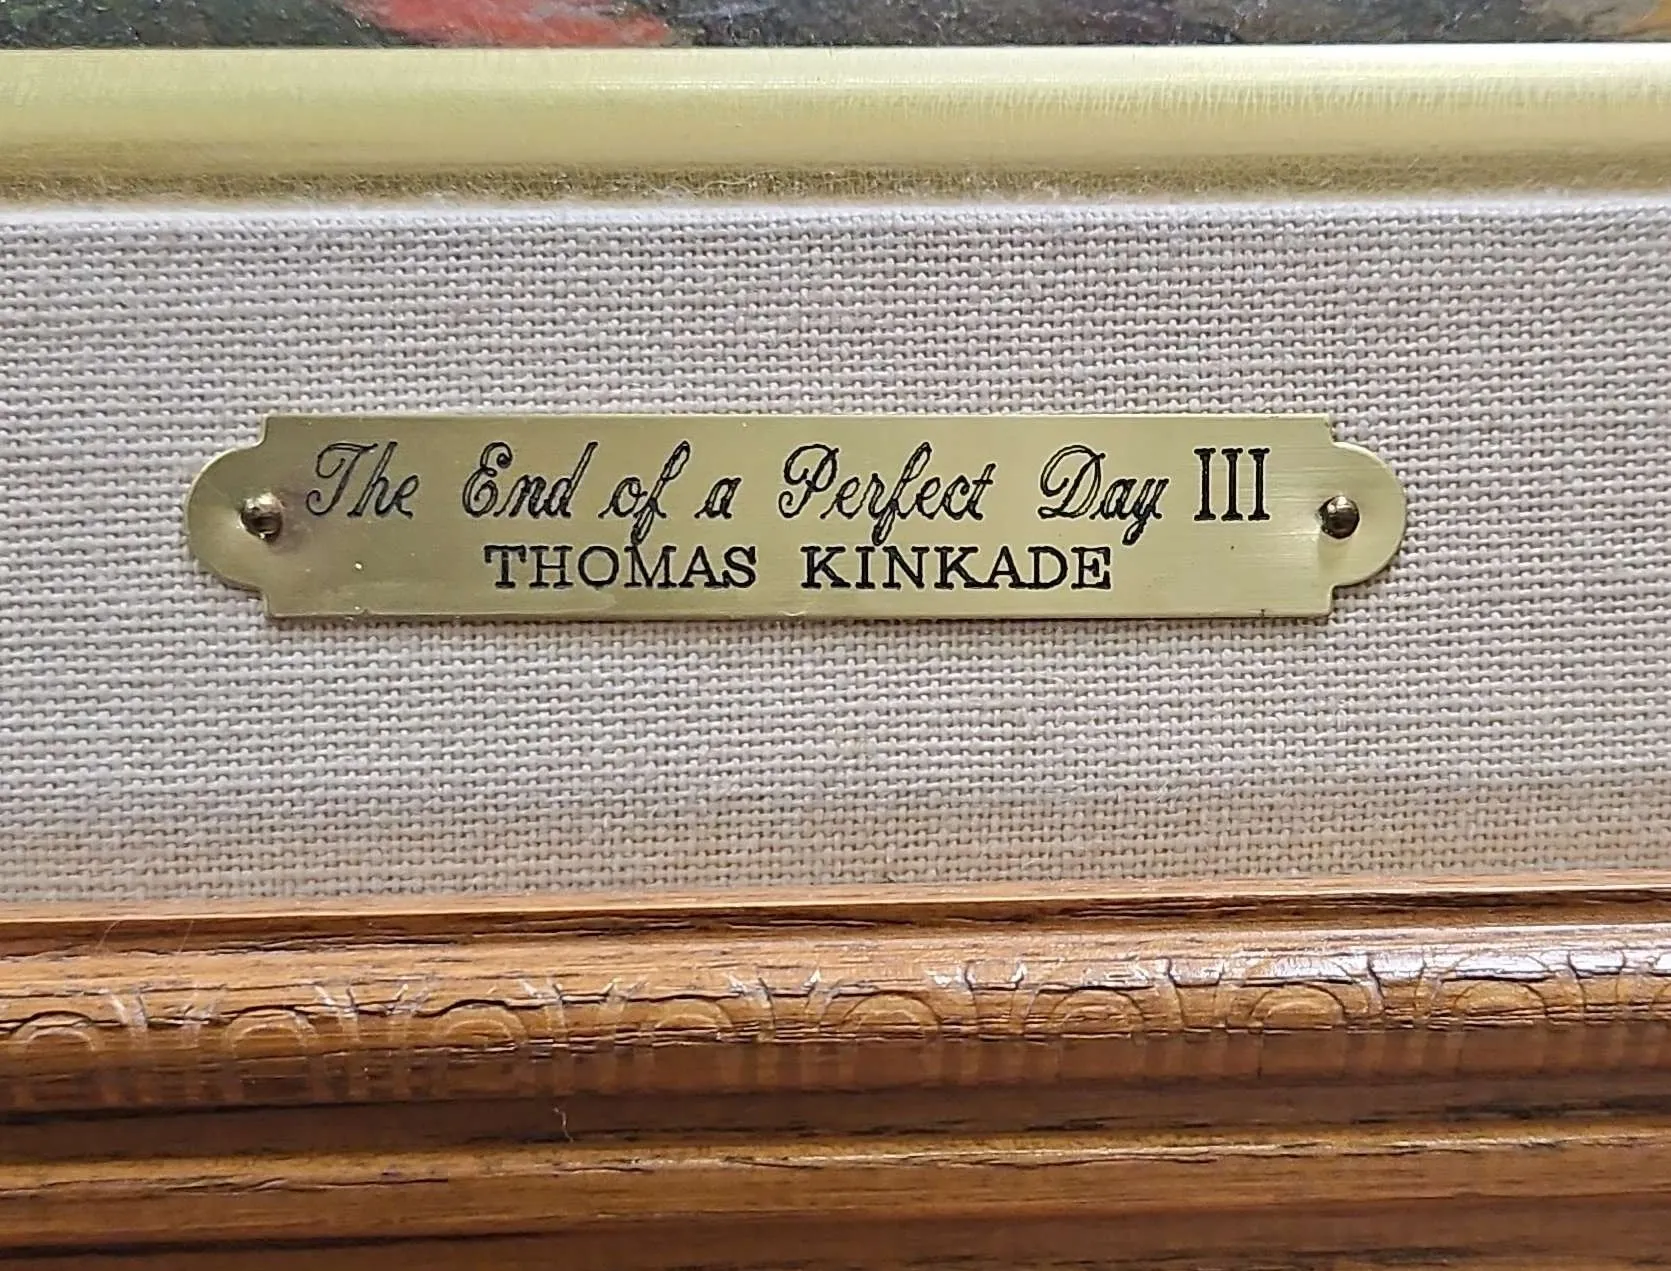 The End of a Perfect Day III
THOMAS KINKADE